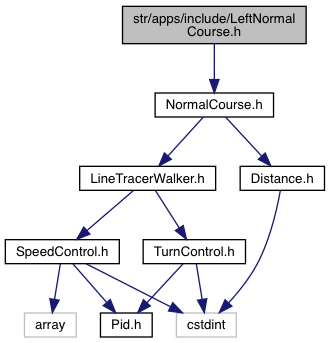 str/apps/include/LeftNormal
Course.h
NormalCourse.h
LineTracerWalker.h
Distance.h
SpeedControl.h
TurnControl.h
array
Pid.h
cstdint